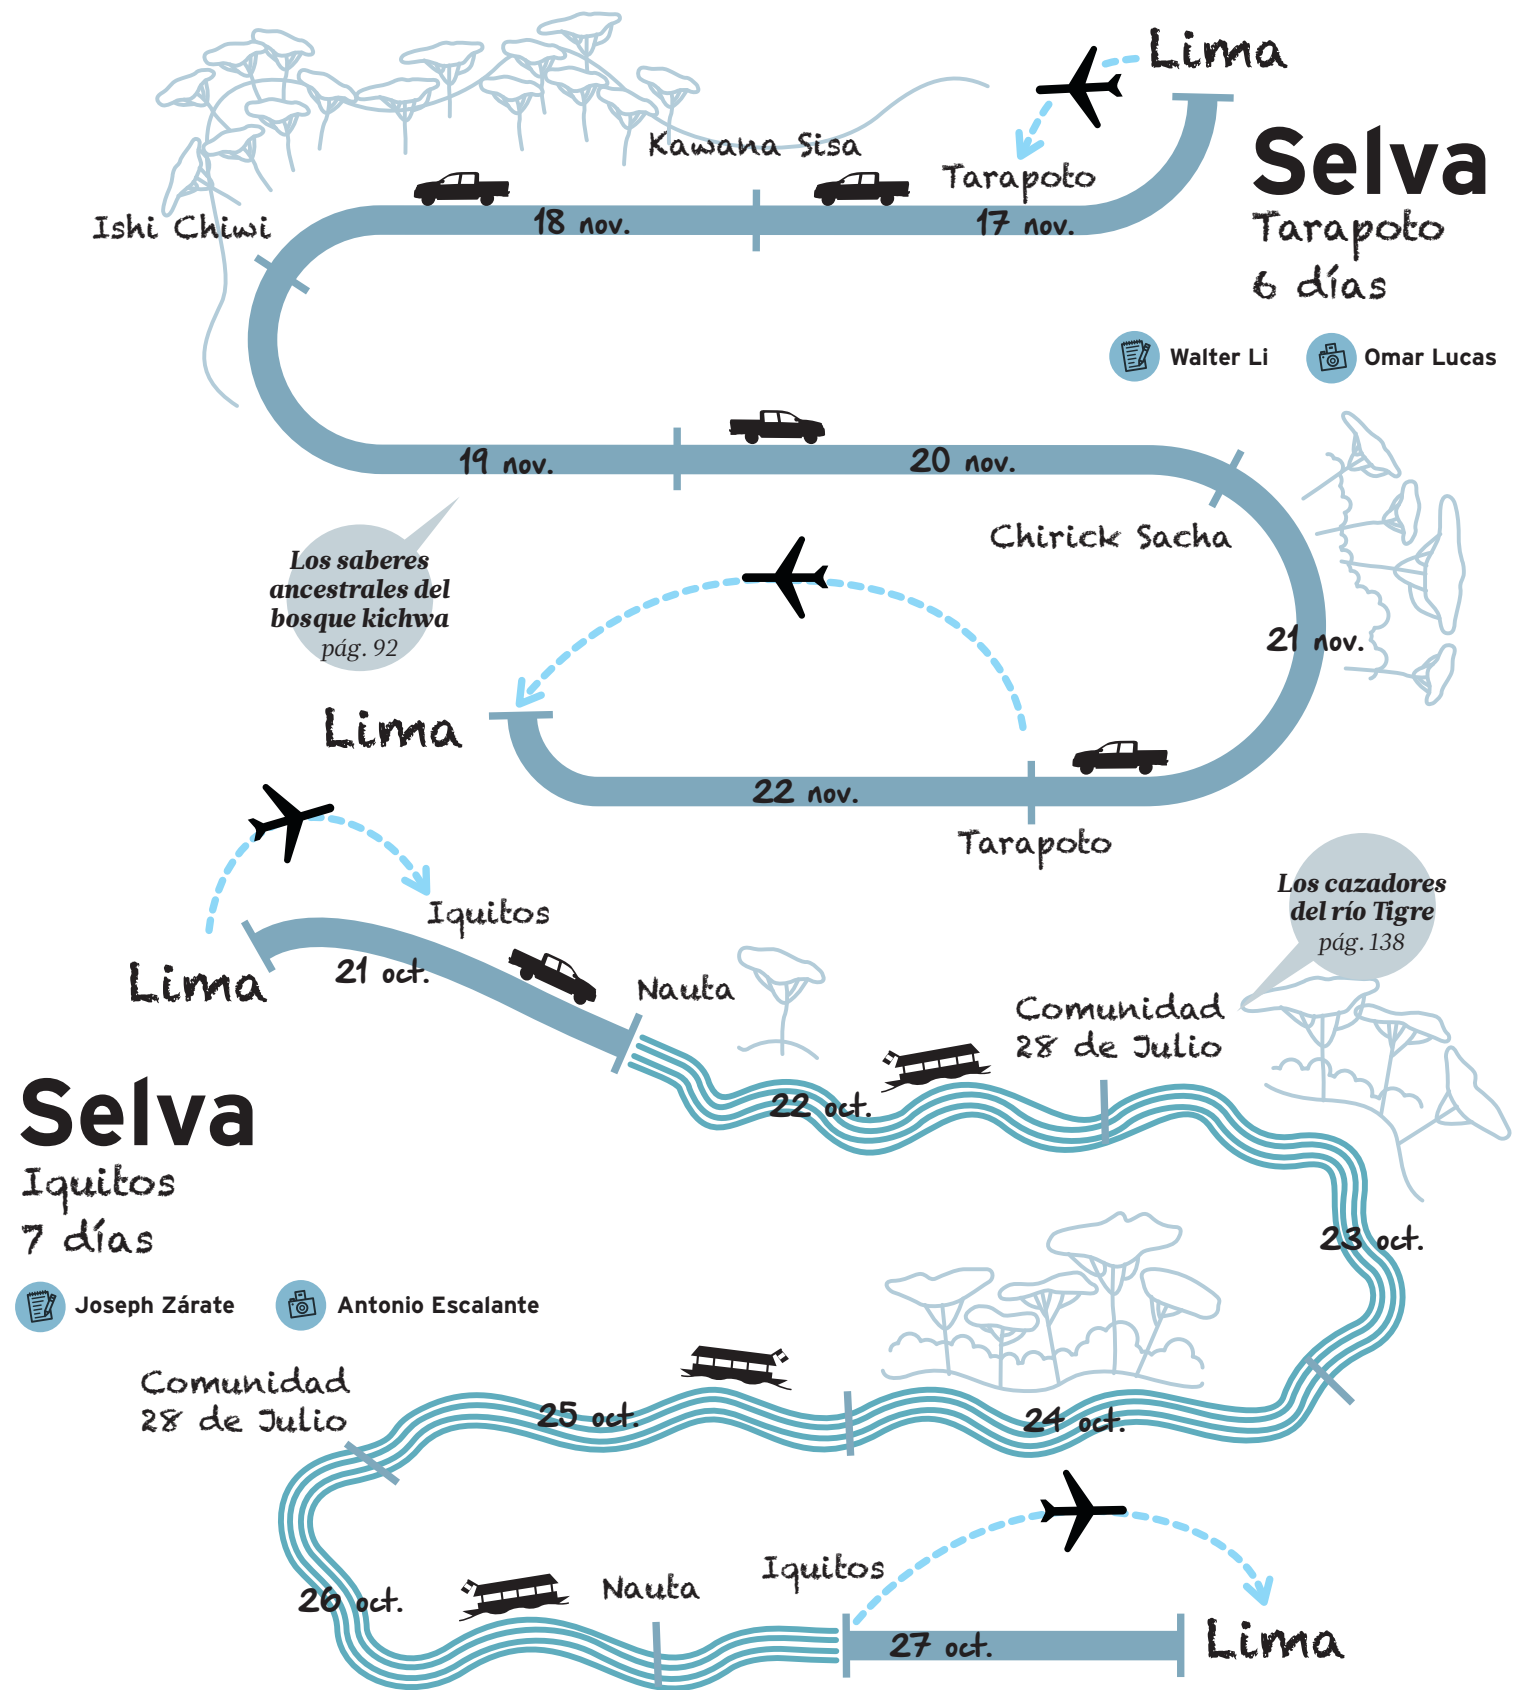 Lima
Selva
Tarapoto
6 días
Walter Li
Omar Lucas
Tarapoto
17 nov.
Kawana Sisa
18 nov.
Ishi Chiwi
19 nov.
Los saberes
ancestrales del
bosque kichwa
pág. 92
20 nov.
Chirick Sacha
21 nov.
Tarapoto
22 nov.
Lima
Lima
Iquitos
21 oct.
Nauta
Selva
Iquitos
7 días
Joseph Zárate
Antonio Escalante
22 oct.
Comunidad
28 de Julio
Los cazadores
del río Tigre
pág. 138
23 oct.
24 oct.
25 oct.
Comunidad
28 de Julio
26 oct.
Nauta
Iquitos
27 oct.
Lima